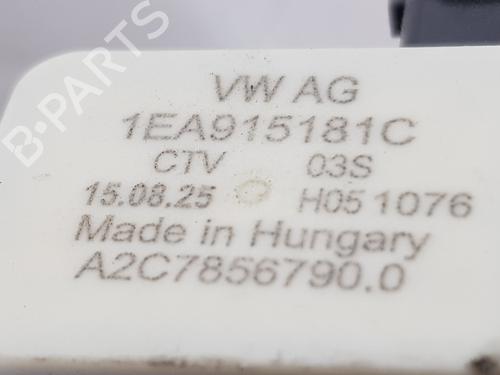 B-PARTS
VW AG
1EA915181C
CTV 03S
15.08.25 H05 1076
Made in Hungary
A2C7856790.0